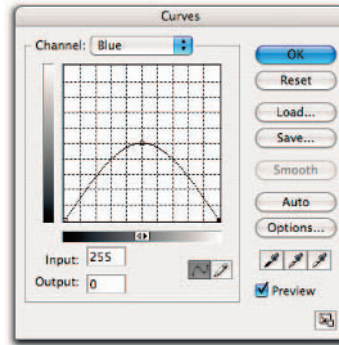 Curves
Channel: Blue
OK
Reset
Load...
Save...
Smooth
Auto
Options...
Input: 255
Output: 0
Preview